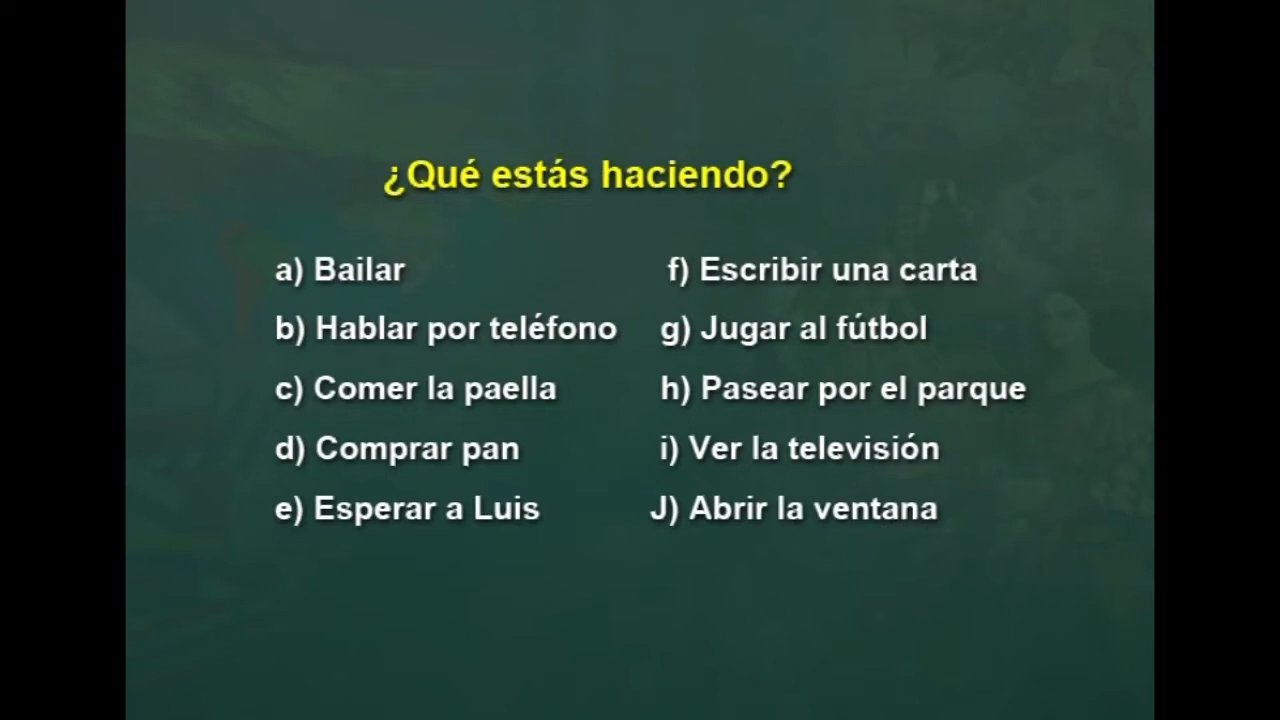 ¿Qué estás haciendo?
a) Bailar
b) Hablar por teléfono
c) Comer la paella
d) Comprar pan
e) Esperar a Luis
f) Escribir una carta
g) Jugar al fútbol
h) Pasear por el parque
i) Ver la televisión
J) Abrir la ventana